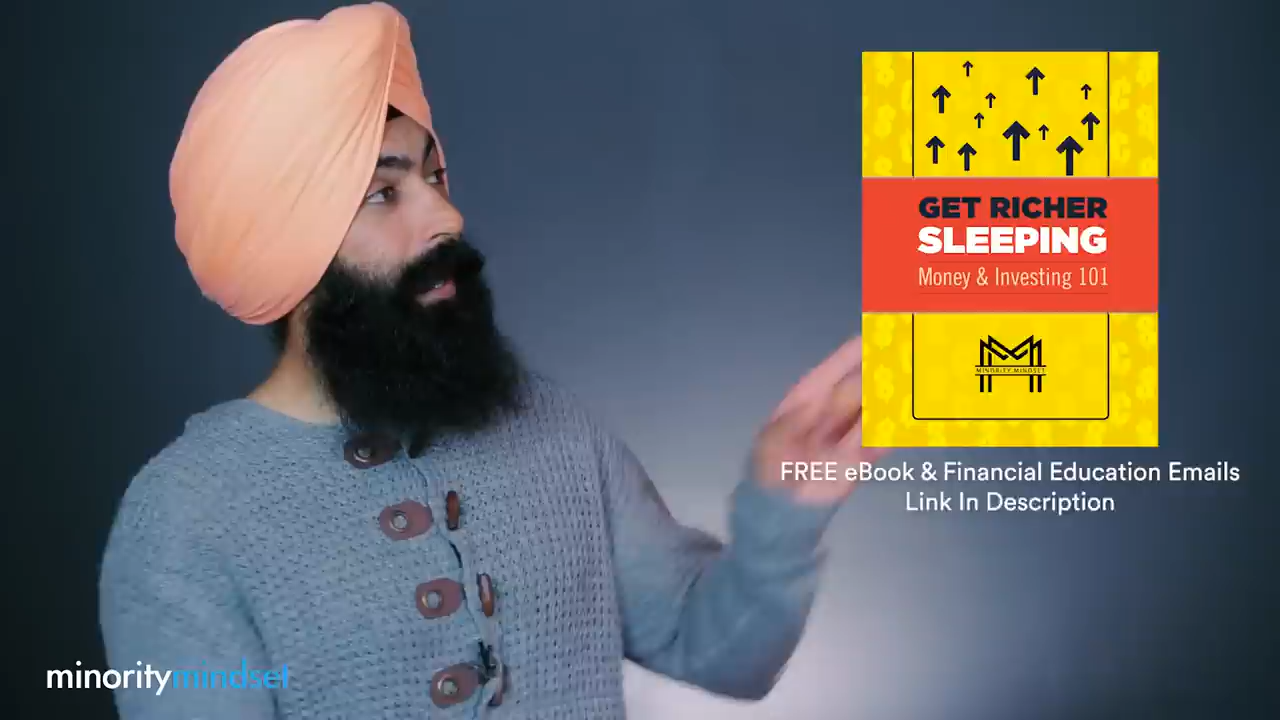 GET RICHER
SLEEPING
Money & Investing 101
MINORITY MINDSET
FREE eBook & Financial Education Emails
Link In Description
minoritymindset